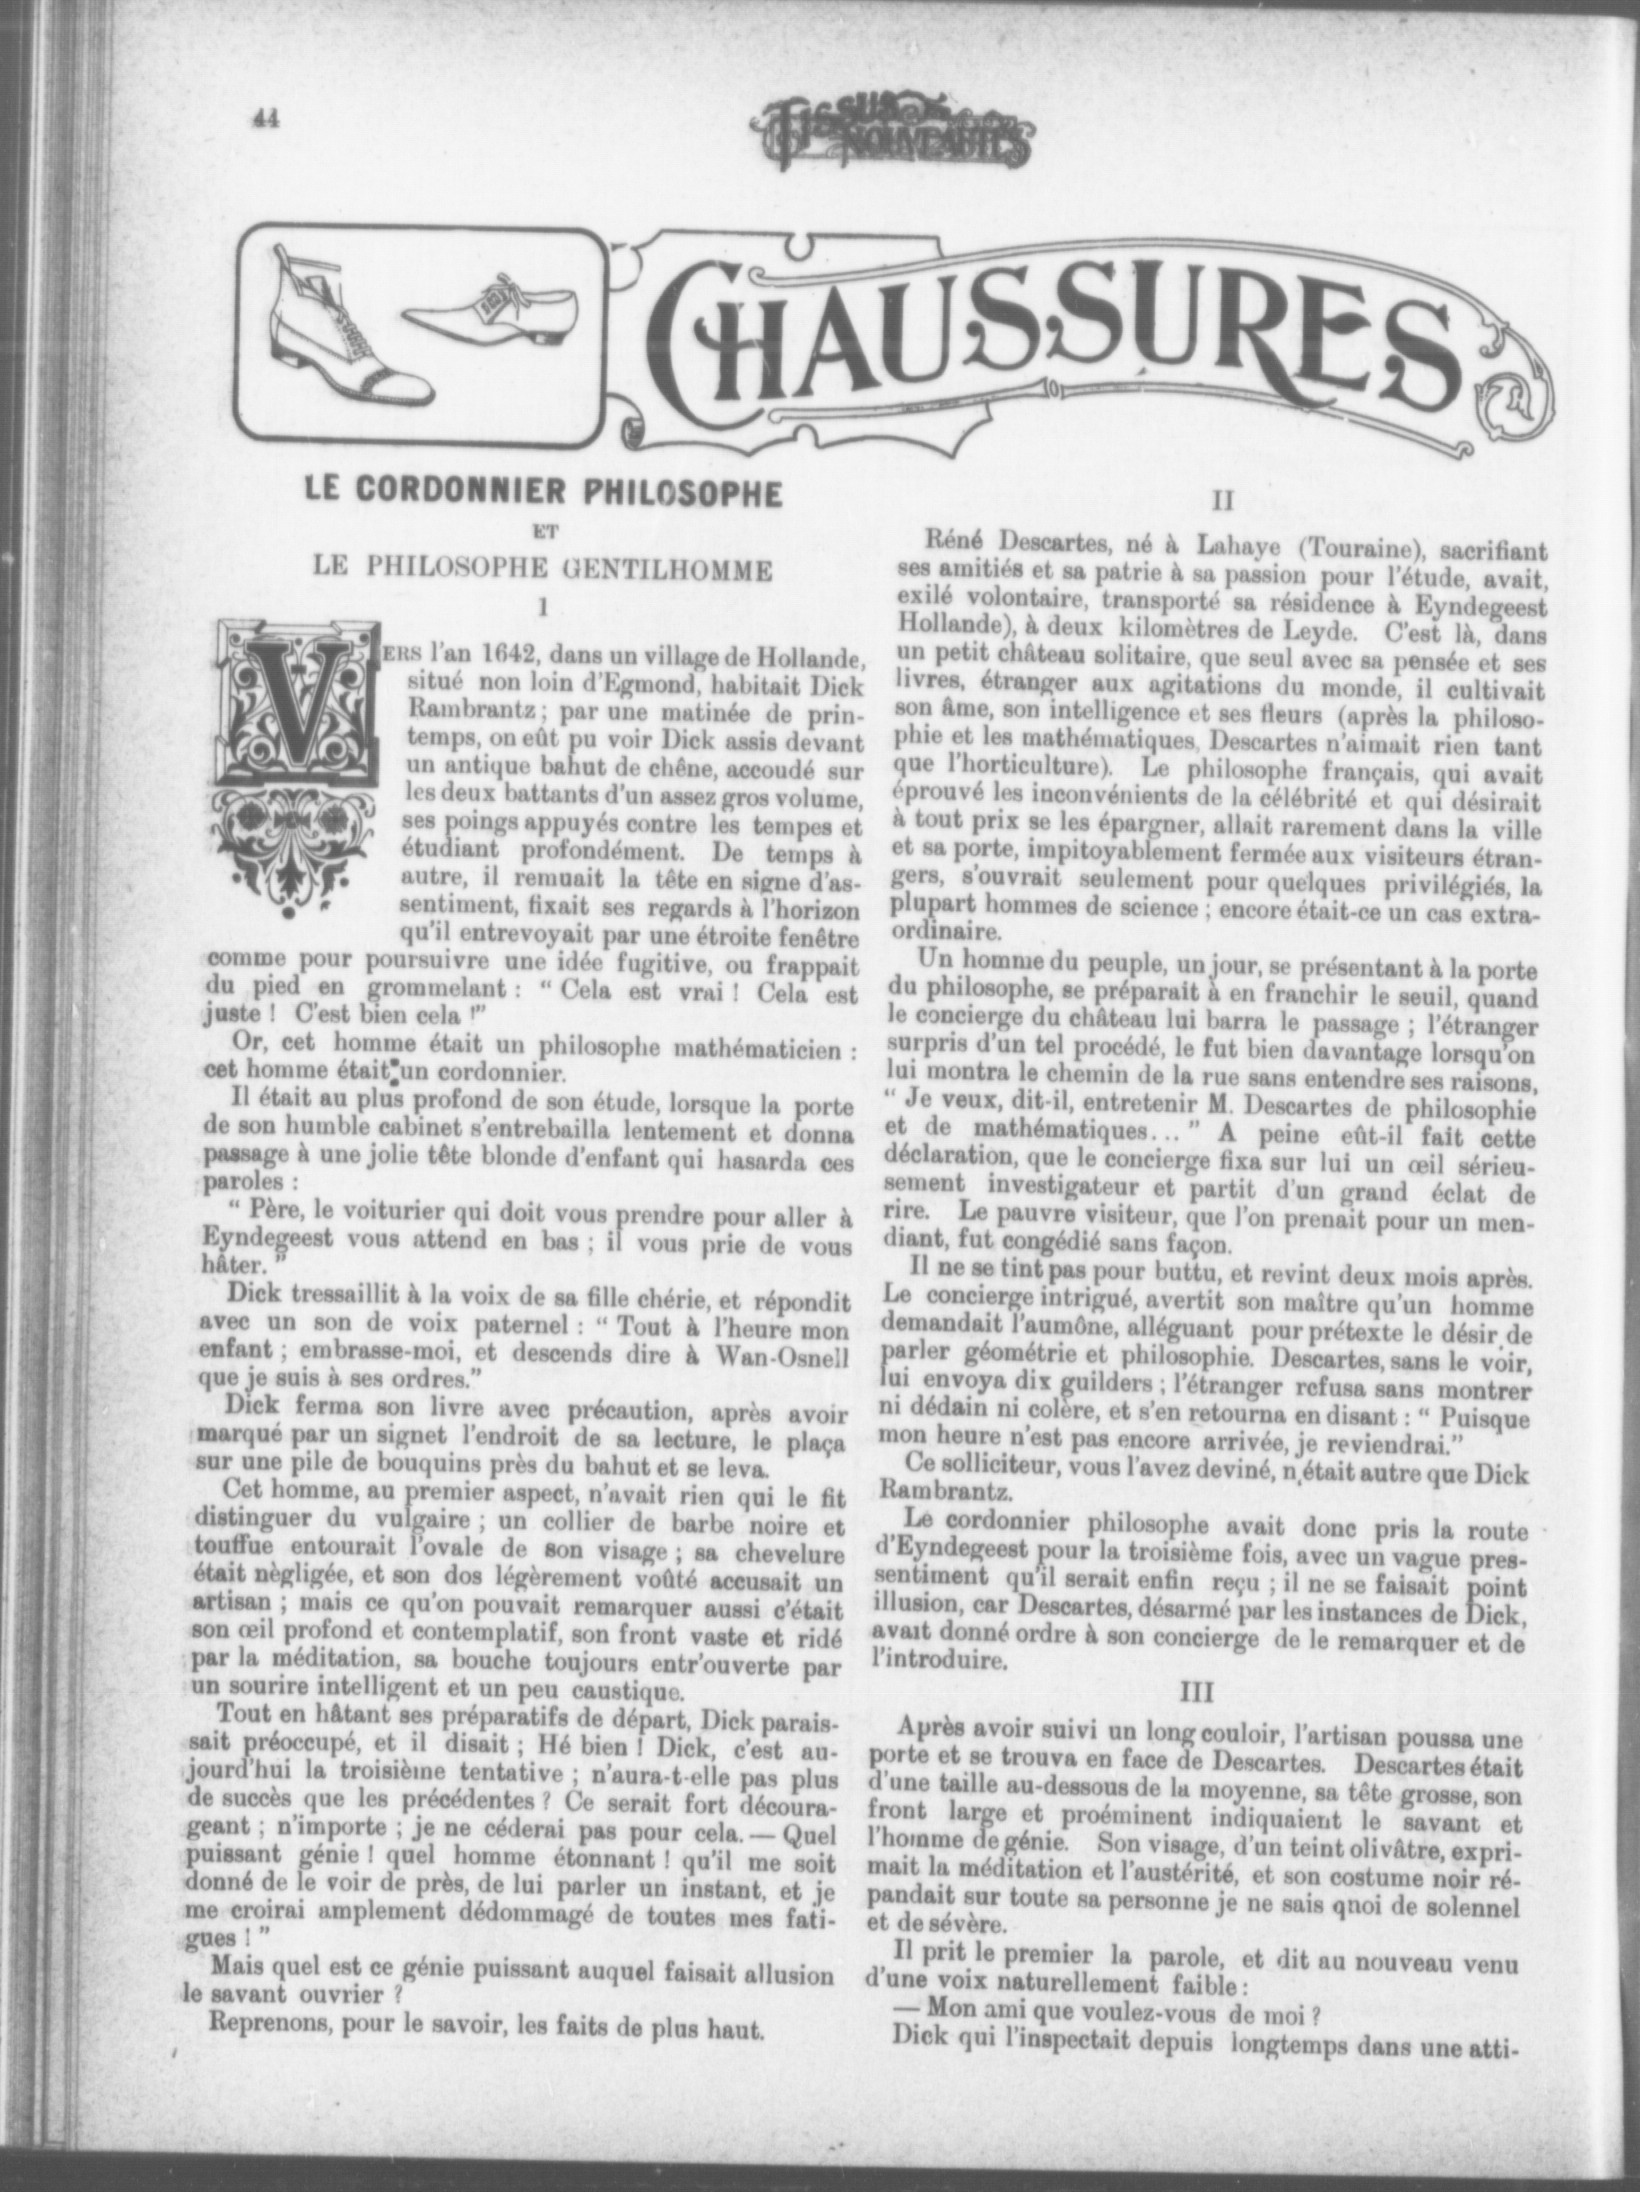 44
TISSUS & NOUVEAUTÉS
CHAUSSURES
LE CORDONNIER PHILOSOPHE
ET
LE PHILOSOPHE GENTILHOMME
I
VERS l'an 1642, dans un village de Hollande,
situé non loin d'Egmond, habitait Dick
Rambrantz ; par une matinée de prin-
temps, on eût pu voir Dick assis devant
un antique bahut de chêne, accoudé sur
les deux battants d'un assez gros volume,
ses poings appuyés contre les tempes et
étudiant profondément. De temps à
autre, il remuait la tête en signe d'as-
sentiment, fixait ses regards à l'horizon
qu'il entrevoyait par une étroite fenêtre
comme pour poursuivre une idée fugitive, ou frappait
du pied en grommelant : “ Cela est vrai ! Cela est
juste ! C'est bien cela !”
Or, cet homme était un philosophe mathématicien :
cet homme était un cordonnier.
Il était au plus profond de son étude, lorsque la porte
de son humble cabinet s'entrebailla lentement et donna
passage à une jolie tête blonde d'enfant qui hasarda ces
paroles :
“ Père, le voiturier qui doit vous prendre pour aller à
Eyndegeest vous attend en bas ; il vous prie de vous
hâter. ”
Dick tressaillit à la voix de sa fille chérie, et répondit
avec un son de voix paternel : “ Tout à l'heure mon
enfant ; embrasse-moi, et descends dire à Wan-Osnell
que je suis à ses ordres.”
Dick ferma son livre avec précaution, après avoir
marqué par un signet l'endroit de sa lecture, le plaça
sur une pile de bouquins près du bahut et se leva.
Cet homme, au premier aspect, n'avait rien qui le fit
distinguer du vulgaire ; un collier de barbe noire et
touffue entourait l'ovale de son visage ; sa chevelure
était nègligée, et son dos légèrement voûté accusait un
artisan ; mais ce qu'on pouvait remarquer aussi c'était
son œil profond et contemplatif, son front vaste et ridé
par la méditation, sa bouche toujours entr'ouverte par
un sourire intelligent et un peu caustique.
Tout en hâtant ses préparatifs de départ, Dick parais-
sait préoccupé, et il disait ; Hé bien ! Dick, c'est au-
jourd'hui la troisième tentative ; n'aura-t-elle pas plus
de succès que les précédentes ? Ce serait fort découra-
geant ; n'importe ; je ne céderai pas pour cela. — Quel
puissant génie ! quel homme étonnant ! qu'il me soit
donné de le voir de près, de lui parler un instant, et je
me croirai amplement dédommagé de toutes mes fati-
gues ! ”
Mais quel est ce génie puissant auquel faisait allusion
le savant ouvrier ?
Reprenons, pour le savoir, les faits de plus haut.
II
Réné Descartes, né à Lahaye (Touraine), sacrifiant
ses amitiés et sa patrie à sa passion pour l'étude, avait,
exilé volontaire, transporté sa résidence à Eyndegeest
Hollande), à deux kilomètres de Leyde. C'est là, dans
un petit château solitaire, que seul avec sa pensée et ses
livres, étranger aux agitations du monde, il cultivait
son âme, son intelligence et ses fleurs (après la philoso-
phie et les mathématiques, Descartes n'aimait rien tant
que l'horticulture). Le philosophe français, qui avait
éprouvé les inconvénients de la célébrité et qui désirait
à tout prix se les épargner, allait rarement dans la ville
et sa porte, impitoyablement fermée aux visiteurs étran-
gers, s'ouvrait seulement pour quelques privilégiés, la
plupart hommes de science ; encore était-ce un cas extra-
ordinaire.
Un homme du peuple, un jour, se présentant à la porte
du philosophe, se préparait à en franchir le seuil, quand
le concierge du château lui barra le passage ; l'étranger
surpris d'un tel procédé, le fut bien davantage lorsqu'on
lui montra le chemin de la rue sans entendre ses raisons,
“ Je veux, dit-il, entretenir M. Descartes de philosophie
et de mathématiques... ” A peine eût-il fait cette
déclaration, que le concierge fixa sur lui un œil sérieu-
sement investigateur et partit d'un grand éclat de
rire. Le pauvre visiteur, que l'on prenait pour un men-
diant, fut congédié sans façon.
Il ne se tint pas pour buttu, et revint deux mois après.
Le concierge intrigué, avertit son maître qu'un homme
demandait l'aumône, alléguant pour prétexte le désir de
parler géométrie et philosophie. Descartes, sans le voir,
lui envoya dix guilders ; l'étranger refusa sans montrer
ni dédain ni colère, et s'en retourna en disant : “ Puisque
mon heure n'est pas encore arrivée, je reviendrai.”
Ce solliciteur, vous l'avez deviné, n,était autre que Dick
Rambrantz.
Le cordonnier philosophe avait donc pris la route
d'Eyndegeest pour la troisième fois, avec un vague pres-
sentiment qu'il serait enfin reçu ; il ne se faisait point
illusion, car Descartes, désarmé par les instances de Dick,
avait donné ordre à son concierge de le remarquer et de
l'introduire.
III
Après avoir suivi un long couloir, l'artisan poussa une
porte et se trouva en face de Descartes. Descartes était
d'une taille au-dessous de la moyenne, sa tête grosse, son
front large et proéminent indiquaient le savant et
l'homme de génie. Son visage, d'un teint olivâtre, expri-
mait la méditation et l'austérité, et son costume noir ré-
pandait sur toute sa personne je ne sais quoi de solennel
et de sévère.
Il prit le premier la parole, et dit au nouveau venu
d'une voix naturellement faible :
— Mon ami que voulez-vous de moi ?
Dick qui l'inspectait depuis longtemps dans une atti-